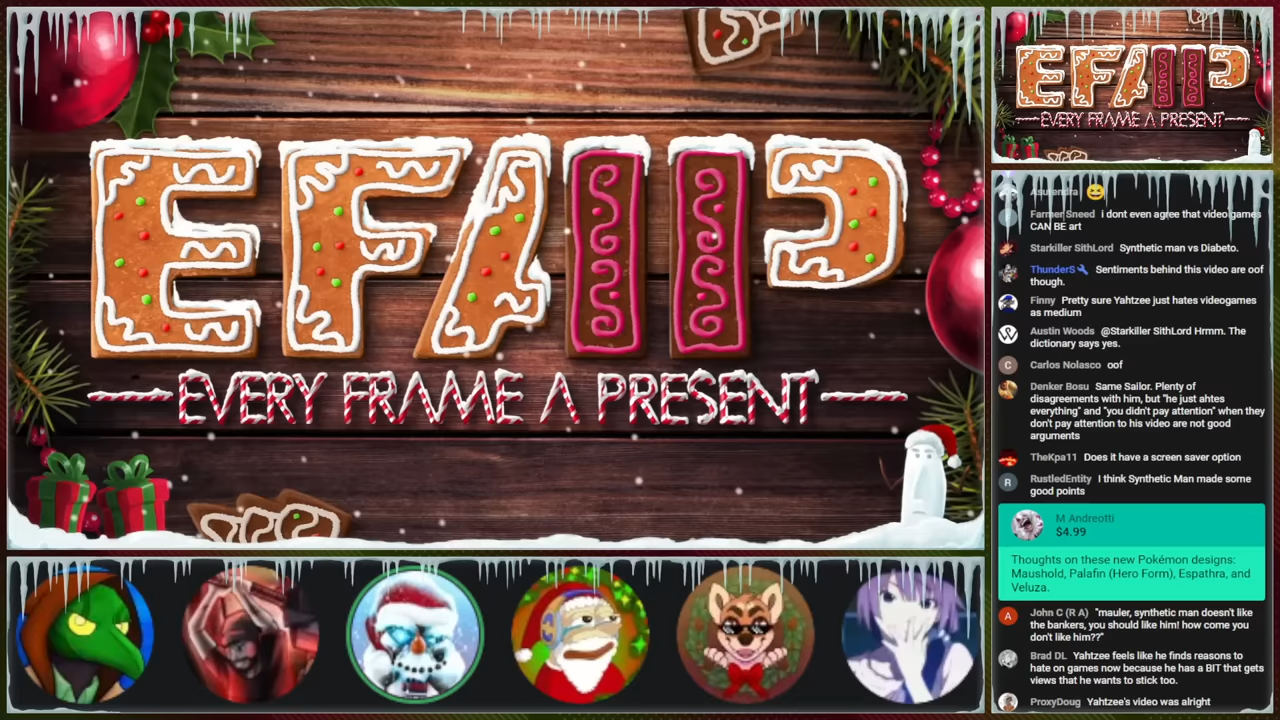 EFAP
EVERY FRAME A PRESENT
EFAP
EVERY FRAME A PRESENT
Asutendra 😆
Farmer Sneed i dont even agree that video games
CAN BE art
Starkiller SithLord Synthetic man vs Diabeto.
ThunderS Sentiments behind this video are oof
though.
Finny Pretty sure Yahtzee just hates videogames
as medium
Austin Woods @Starkiller SithLord Hrmm. The
dictionary says yes.
C Carlos Nolasco oof
Denker Bosu Same Sailor. Plenty of
disagreements with him, but "he just ahtes
everything" and "you didn't pay attention" when they
don't pay attention to his video are not good
arguments
TheKpa11 Does it have a screen saver option
R RustledEntity I think Synthetic Man made some
good points
M Andreotti
$4.99
Thoughts on these new Pokémon designs:
Maushold, Palafin (Hero Form), Espathra, and
Veluza.
A John C (R A) "mauler, synthetic man doesn't like
the bankers, you should like him! how come you
don't like him??"
Brad DL Yahtzee feels like he finds reasons to
hate on games now because he has a BIT that gets
views that he wants to stick too.
ProxyDoug Yahtzee's video was alright